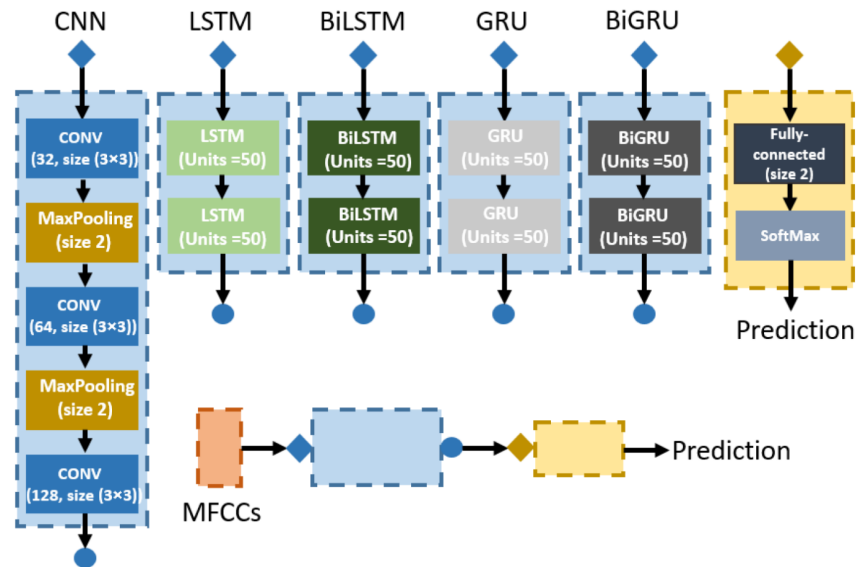 CNN
LSTM
BiLSTM
GRU
BiGRU
CONV
(32, size (3×3))
MaxPooling
(size 2)
CONV
(64, size (3×3))
MaxPooling
(size 2)
CONV
(128, size (3×3))
LSTM
(Units =50)
LSTM
(Units =50)
BiLSTM
(Units =50)
BiLSTM
(Units =50)
GRU
(Units =50)
GRU
(Units =50)
BiGRU
(Units =50)
BiGRU
(Units =50)
Fully-
connected
(size 2)
SoftMax
Prediction
MFCCs
Prediction